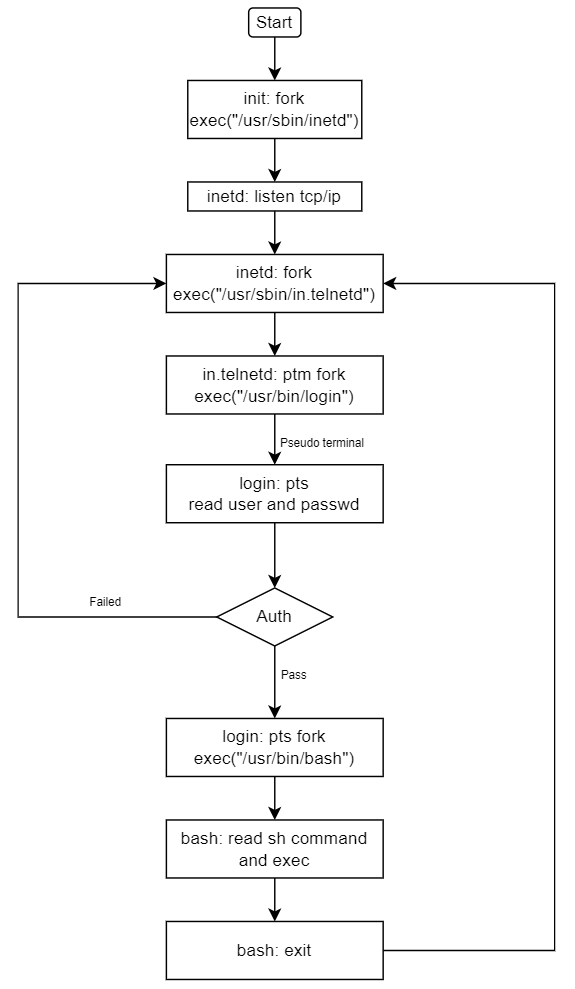 Start
init: fork
exec("/usr/sbin/inetd")
inetd: listen tcp/ip
inetd: fork
exec("/usr/sbin/in.telnetd")
in.telnetd: ptm fork
exec("/usr/bin/login")
Pseudo terminal
login: pts
read user and passwd
Failed
Auth
Pass
login: pts fork
exec("/usr/bin/bash")
bash: read sh command
and exec
bash: exit